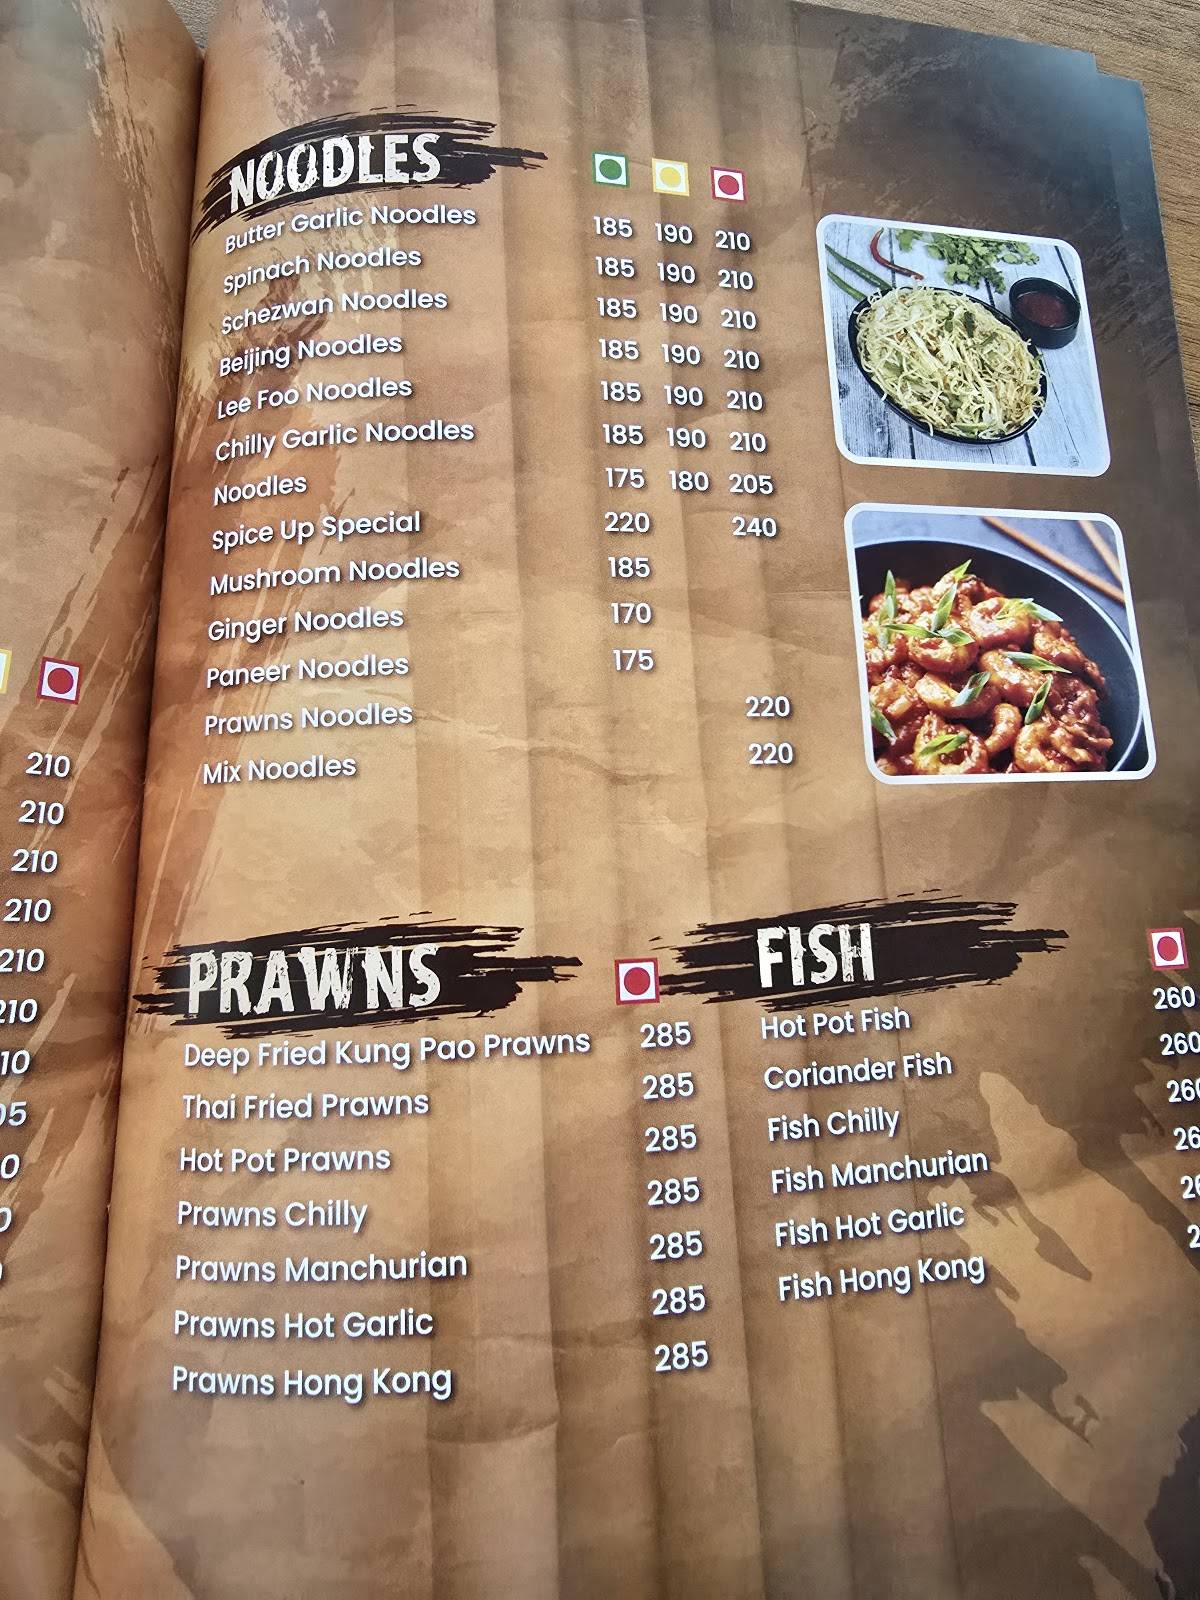 210
210
210
210
210
NOODLES
Butter Garlic Noodles 185 190 210
Spinach Noodles 185 190 210
Schezwan Noodles 185 190 210
Beijing Noodles 185 190 210
Lee Foo Noodles 185 190 210
Chilly Garlic Noodles 185 190 210
Noodles 175 180 205
Spice Up Special 220 240
Mushroom Noodles 185
Ginger Noodles 170
Paneer Noodles 175
Prawns Noodles 220
Mix Noodles 220
PRAWNS
Deep Fried Kung Pao Prawns 285
Thai Fried Prawns 285
Hot Pot Prawns 285
Prawns Chilly 285
Prawns Manchurian 285
Prawns Hot Garlic 285
Prawns Hong Kong 285
FISH
Hot Pot Fish 260
Coriander Fish 260
Fish Chilly 260
Fish Manchurian
Fish Hot Garlic
Fish Hong Kong